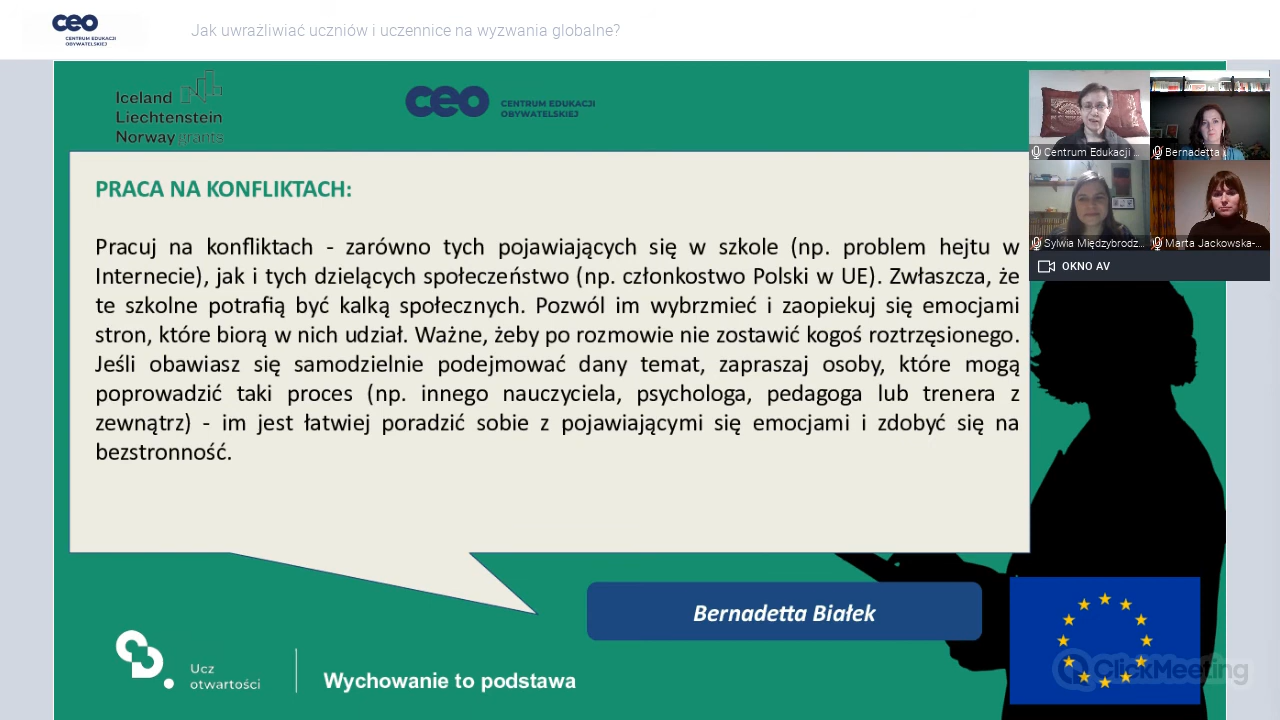 ceo
CENTRUM EDUKACJI
OBYWATELSKIEJ
Jak uwrażliwiać uczniów i uczennice na wyzwania globalne?
Iceland
Liechtenstein
Norway grants
ceo
CENTRUM EDUKACJI
OBYWATELSKIEJ
Centrum Edukacji ...
Bernadetta
Sylwia Międzybrodz...
Marta Jackowska-...
OKNO AV
PRACA NA KONFLIKTACH:
Pracuj na konfliktach - zarówno tych pojawiających się w szkole (np. problem hejtu w
Internecie), jak i tych dzielących społeczeństwo (np. członkostwo Polski w UE). Zwłaszcza, że
te szkolne potrafią być kalką społecznych. Pozwól im wybrzmieć i zaopiekuj się emocjami
stron, które biorą w nich udział. Ważne, żeby po rozmowie nie zostawić kogoś roztrzęsionego.
Jeśli obawiasz się samodzielnie podejmować dany temat, zapraszaj osoby, które mogą
poprowadzić taki proces (np. innego nauczyciela, psychologa, pedagoga lub trenera z
zewnątrz) - im jest łatwiej poradzić sobie z pojawiającymi się emocjami i zdobyć się na
bezstronność.
Bernadetta Białek
Ucz
otwartości
Wychowanie to podstawa
ClickMeeting